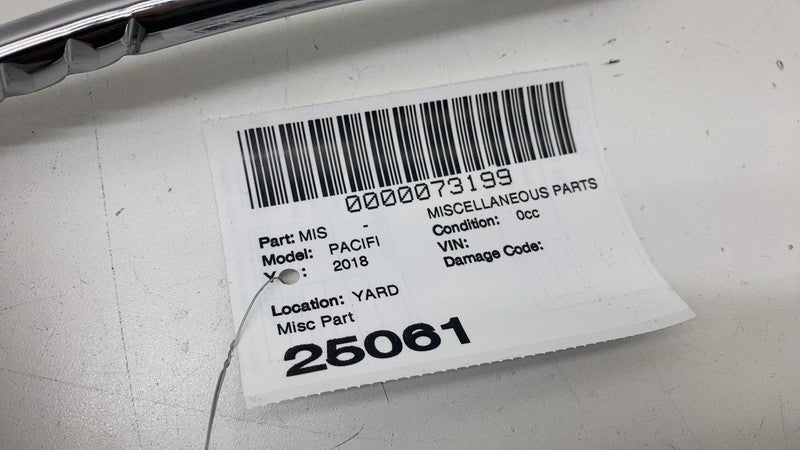 0000073199
Part: MIS - MISCELLANEOUS PARTS
Model: PACIFI Condition: 0cc
Y : 2018 VIN:
Damage Code:
Location: YARD
Misc Part
25061